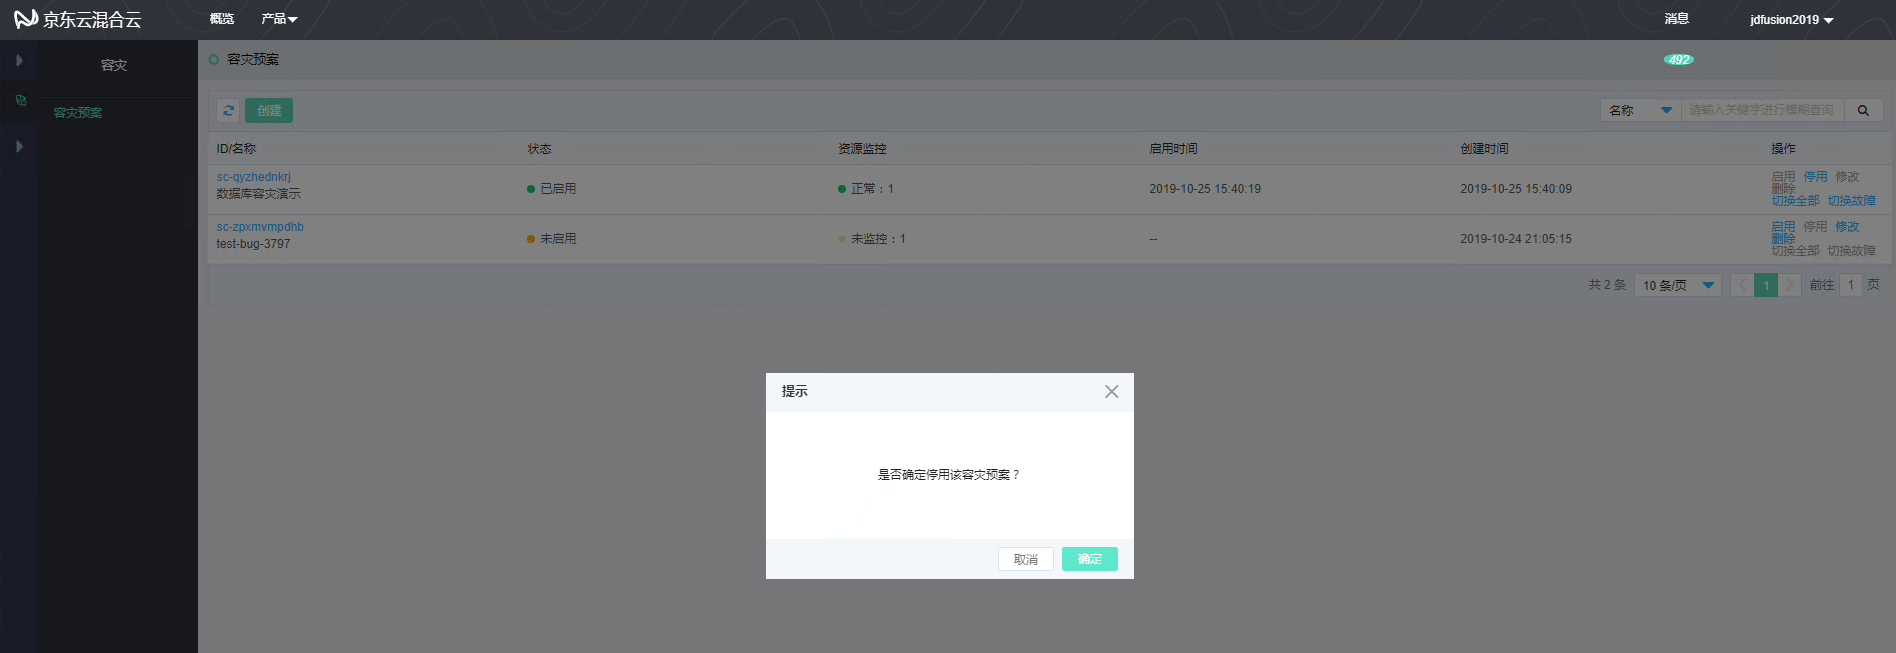 京东云混合云 概览 产品 消息 jdfusion2019
容灾
容灾预案
容灾预案 492
创建 名称 请输入关键字进行模糊查询
ID/名称 状态 资源监控 启用时间 创建时间 操作
sc-qyzhednkrj
数据库容灾演示 已启用 正常：1 2019-10-25 15:40:19 2019-10-25 15:40:09
启用 停用 修改
删除
切换全部 切换故障
sc-zpxmvmpdhb
test-bug-3797 未启用 未监控：1 -- 2019-10-24 21:05:15
启用 停用 修改
删除
切换全部 切换故障
共 2 条 10 条/页 1 前往 1 页
提示
是否确定停用该容灾预案？
取消 确定